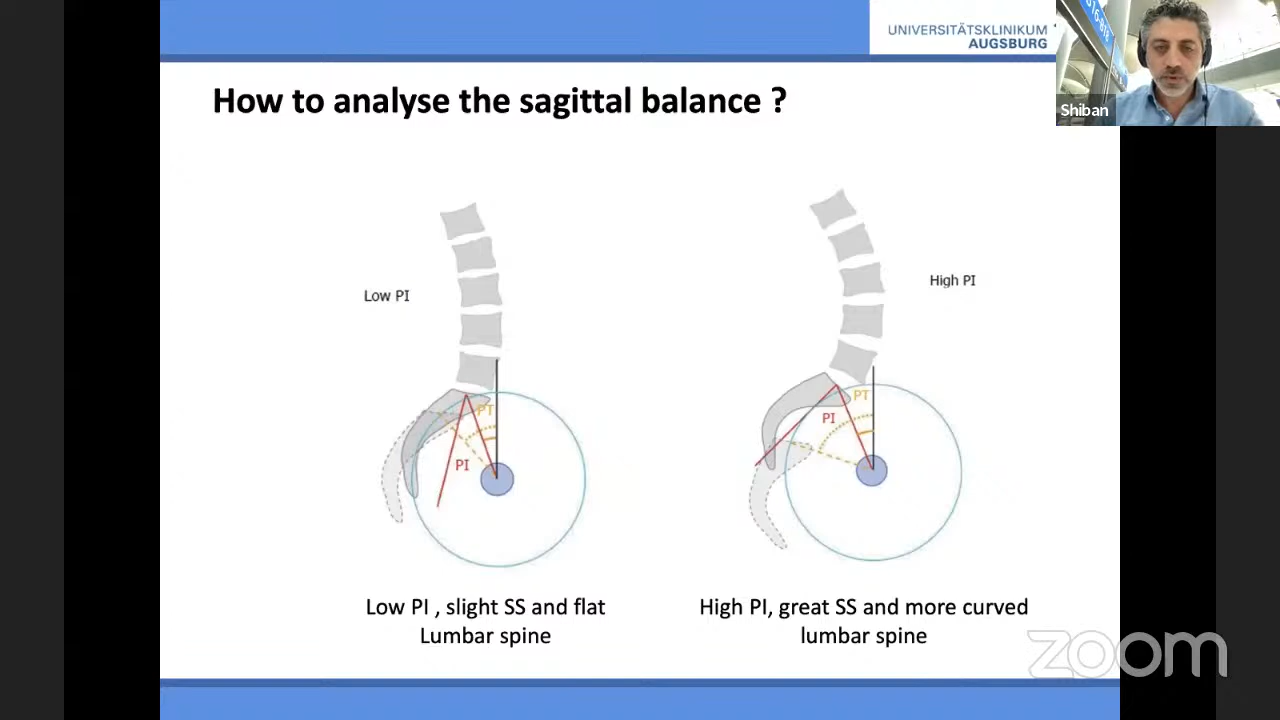 UNIVERSITÄTSKLINIKUM
AUGSBURG
Shiban
How to analyse the sagittal balance ?
Low PI
High PI
PT
PI
PT
PI
Low PI , slight SS and flat
Lumbar spine
High PI, great SS and more curved
lumbar spine
zoom